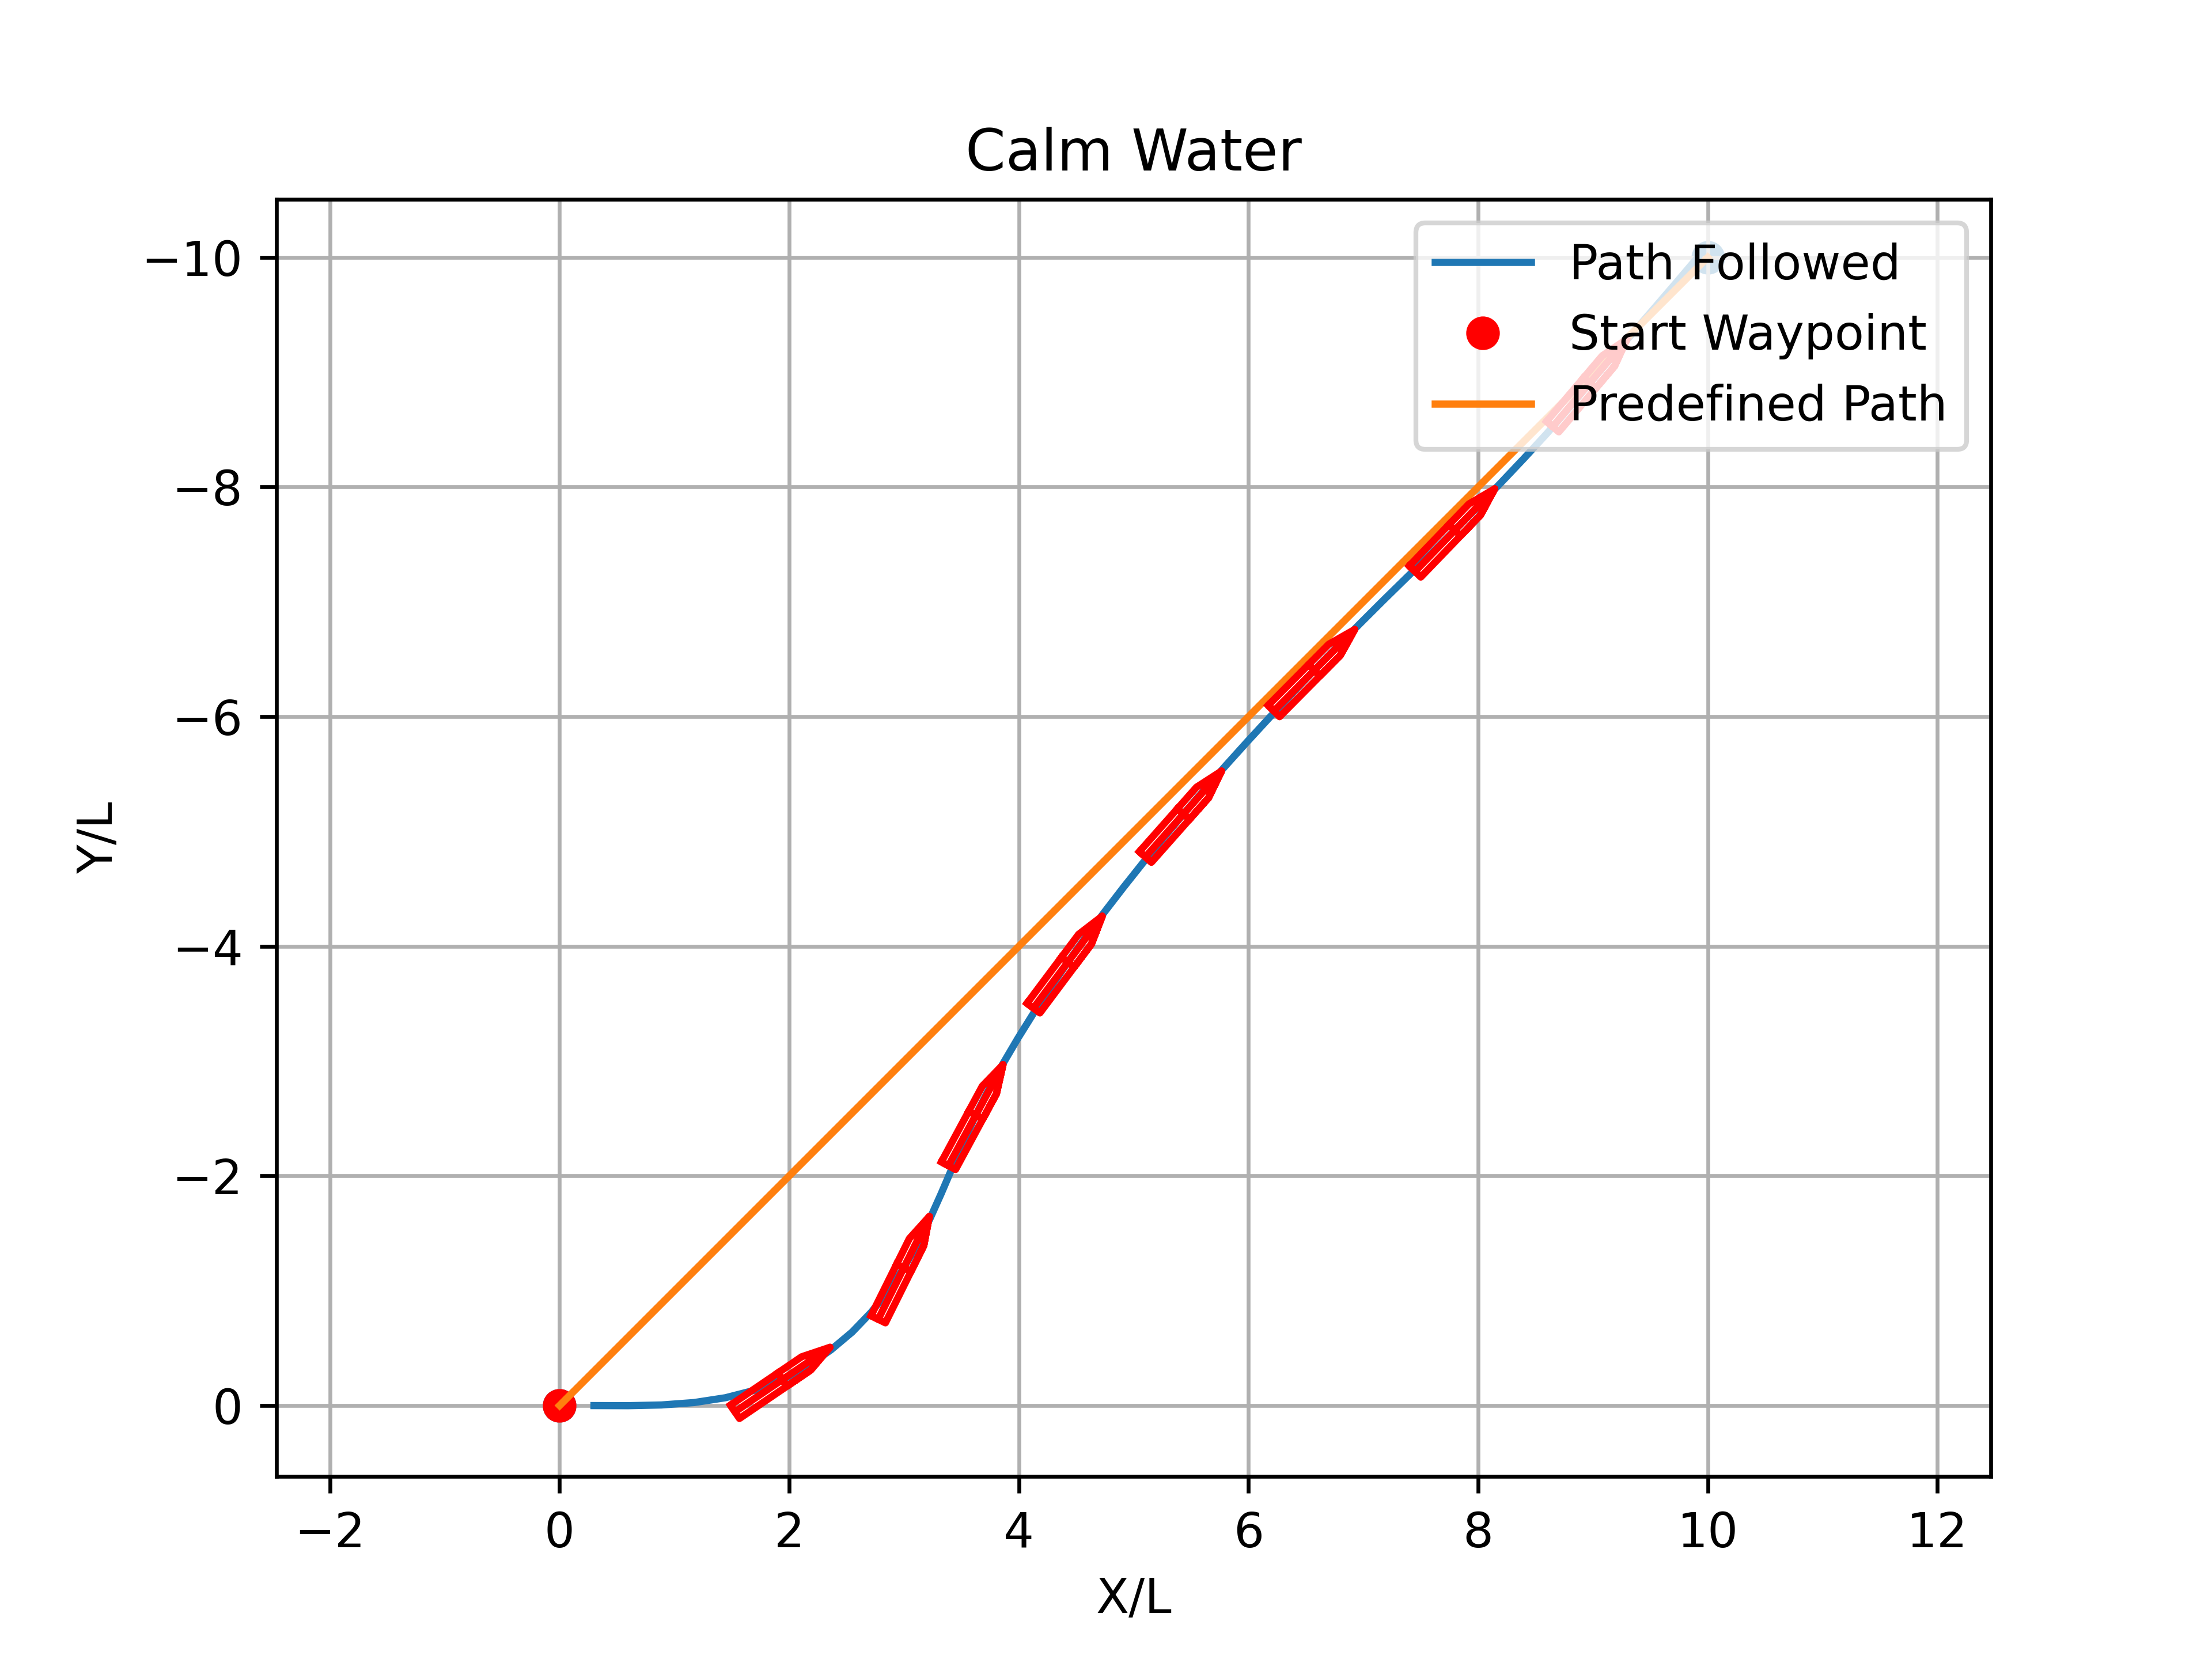 Calm Water
Path Followed
Start Waypoint
Predefined Path
−10
−8
−6
−4
−2
0
Y/L
−2 0 2 4 6 8 10 12
X/L